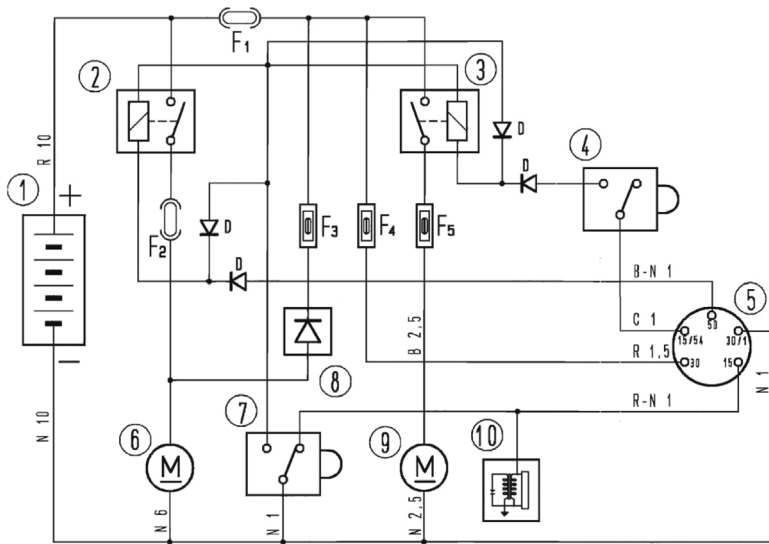 F1
2
3
D
D
4
R 10
1
+
F2
D
F3
F4
F5
D
B-N 1
5
50
C 1
15/54
30/1
B 2,5
R 1,5
30
15
N 1
−
8
R-N 1
7
6
9
10
N 10
M
M
N 6
N 1
N 2,5